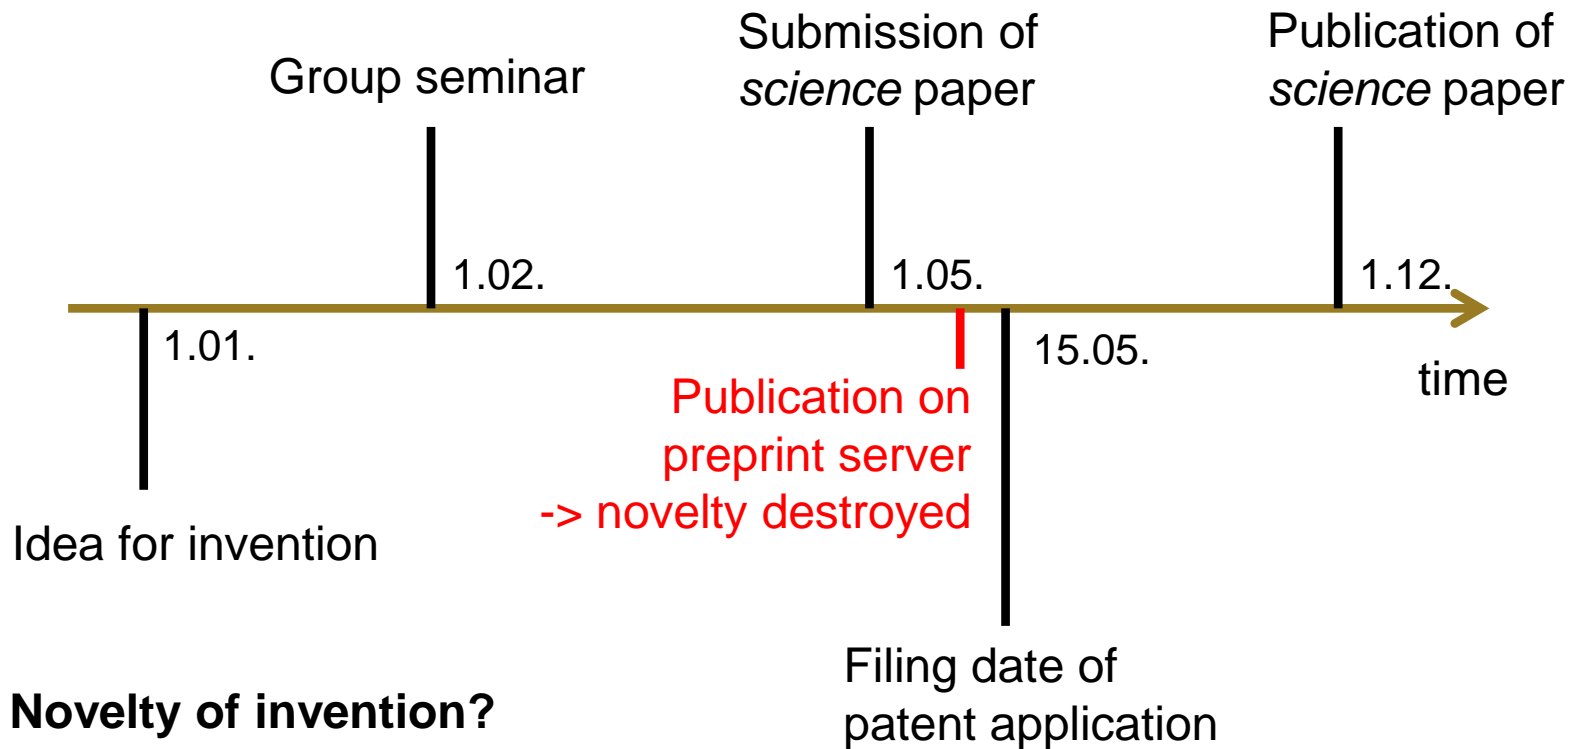 Group seminar
Submission of
science paper
Publication of
science paper
1.02.
1.05.
1.12.
1.01.
15.05.
time
Publication on
preprint server
-> novelty destroyed
Idea for invention
Filing date of
patent application
Novelty of invention?